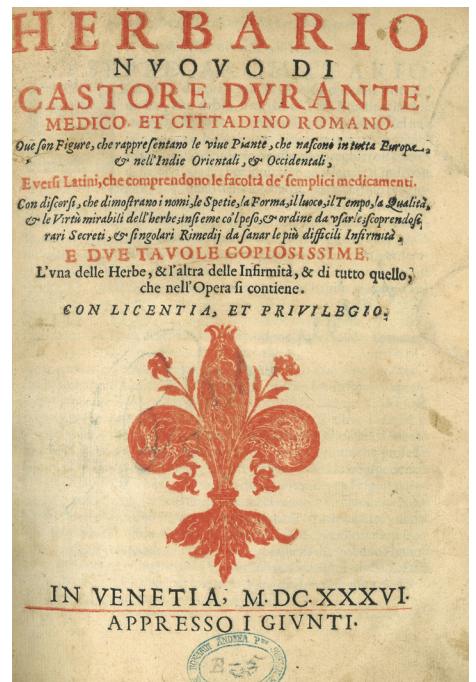 HERBARIO
NVOVO DI
CASTORE DVRANTE
MEDICO. ET CITTADINO ROMANO.
Oue son Figure, che rappresentano le viue Piante, che nascono in tutta Europa,
& nell'Indie Orientali, & Occidentali,
E versi Latini, che comprendono le facoltà de' semplici medicamenti.
Con discorsi, che dimostrano i nomi, le Spetie, la Forma, il luoco, il Tempo, la Qualità,
& le Virtù mirabili dell'herbe; insieme co'l peso, & ordine da vsarle; scoprendosi
rari Secreti, & singolari Rimedij da sanar le più difficili Infirmità,
E DVE TAVOLE COPIOSISSIME,
L'vna delle Herbe, & l'altra delle Infirmità, & di tutto quello,
che nell'Opera si contiene.
CON LICENTIA, ET PRIVILEGIO.
IN VENETIA, M.DC.XXXVI.
APPRESSO I GIVNTI.
ANDREA